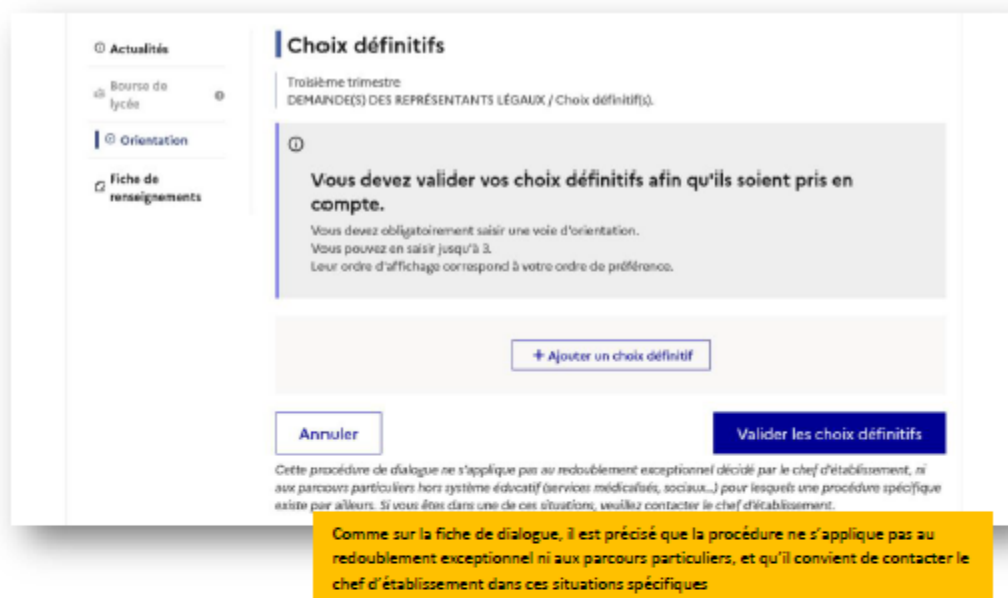 Actualités
Bourse de
lycée
Orientation
Fiche de
renseignements
Choix définitifs
Troisième trimestre
DEMANDE(S) DES REPRÉSENTANTS LÉGAUX / Choix définitif(s).
Vous devez valider vos choix définitifs afin qu'ils soient pris en
compte.
Vous devez obligatoirement saisir une voie d'orientation.
Vous pouvez en saisir jusqu'à 3.
Leur ordre d'affichage correspond à votre ordre de préférence.
+ Ajouter un choix définitif
Annuler
Valider les choix définitifs
Cette procédure de dialogue ne s'applique pas au redoublement exceptionnel décidé par le chef d'établissement, ni
aux parcours particuliers hors système éducatif (services médicalisés, sociaux...) pour lesquels une procédure spécifique
existe par ailleurs. Si vous êtes dans une de ces situations, veuillez contacter le chef d'établissement.
Comme sur la fiche de dialogue, il est précisé que la procédure ne s'applique pas au
redoublement exceptionnel ni aux parcours particuliers, et qu'il convient de contacter le
chef d'établissement dans ces situations spécifiques